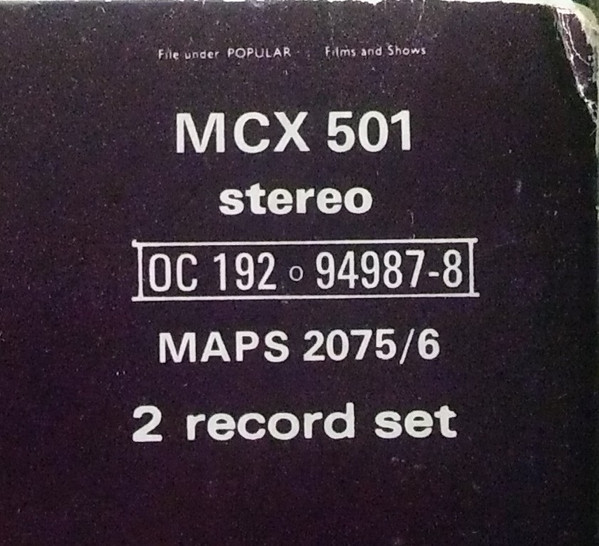 File under POPULAR : Films and Shows
MCX 501
stereo
OC 192 o 94987-8
MAPS 2075/6
2 record set